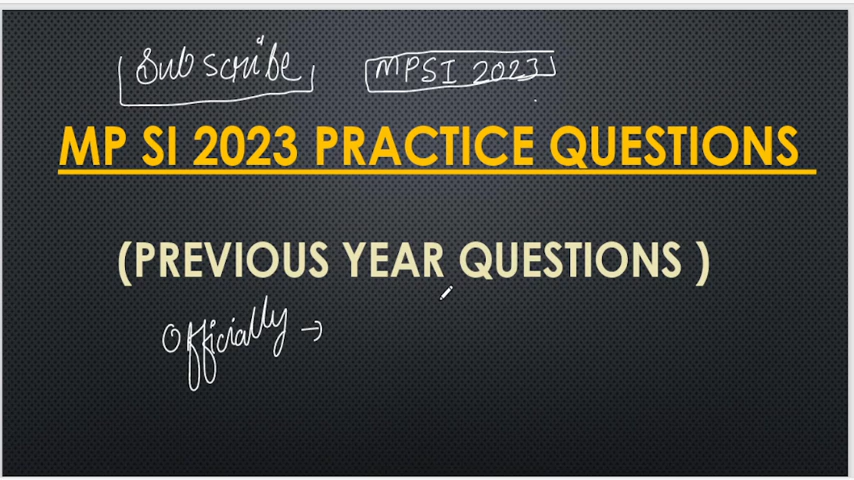 Subscribe MPSI 2023
MP SI 2023 PRACTICE QUESTIONS
(PREVIOUS YEAR QUESTIONS )
Officially →